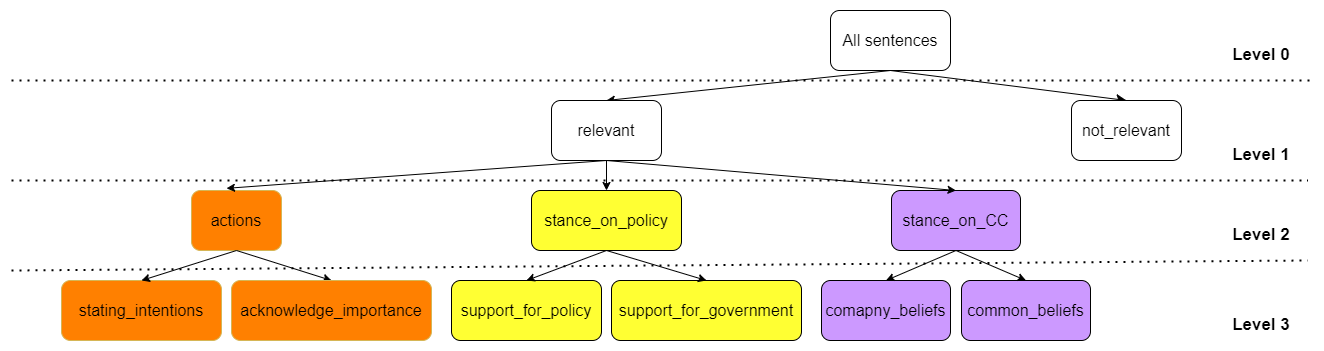 All sentences
Level 0
relevant
not_relevant
Level 1
actions
stance_on_policy
stance_on_CC
Level 2
stating_intentions
acknowledge_importance
support_for_policy
support_for_government
comapny_beliefs
common_beliefs
Level 3